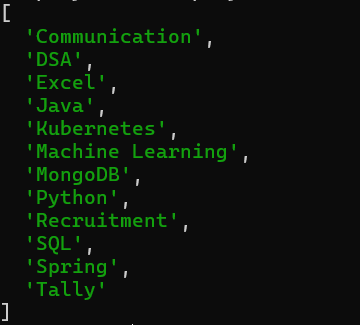 [
'Communication',
'DSA',
'Excel',
'Java',
'Kubernetes',
'Machine Learning',
'MongoDB',
'Python',
'Recruitment',
'SQL',
'Spring',
'Tally'
]